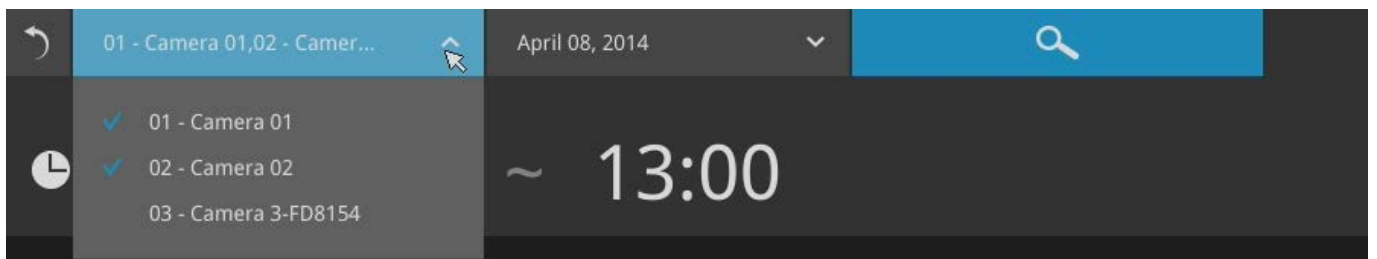 01 - Camera 01,02 - Camer...
April 08, 2014
01 - Camera 01
02 - Camera 02
~ 13:00
03 - Camera 3-FD8154